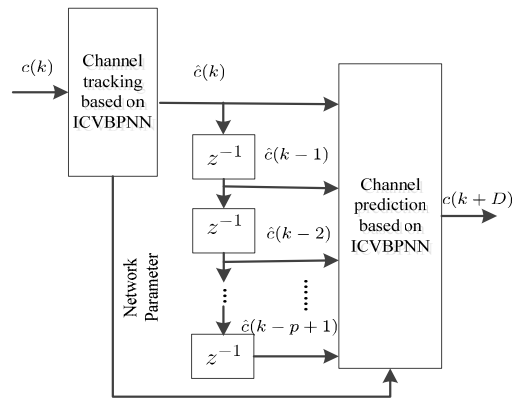 c(k)
Channel
tracking
based on
ICVBPNN
ĉ(k)
z⁻¹
ĉ(k − 1)
z⁻¹
ĉ(k − 2)
ĉ(k − p + 1)
z⁻¹
Network
Parameter
Channel
prediction
based on
ICVBPNN
c(k + D)